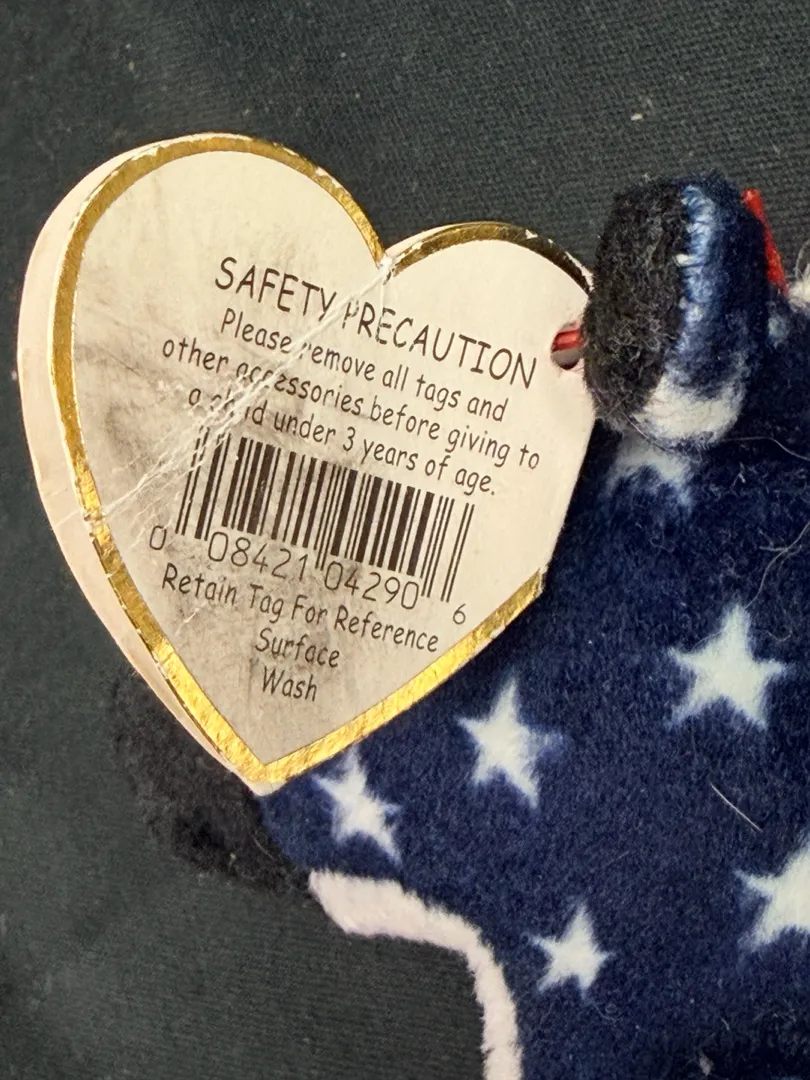 SAFETY PRECAUTION
Please remove all tags and
other accessories before giving to
a child under 3 years of age.
0 08421 04290 6
Retain Tag For Reference
Surface
Wash